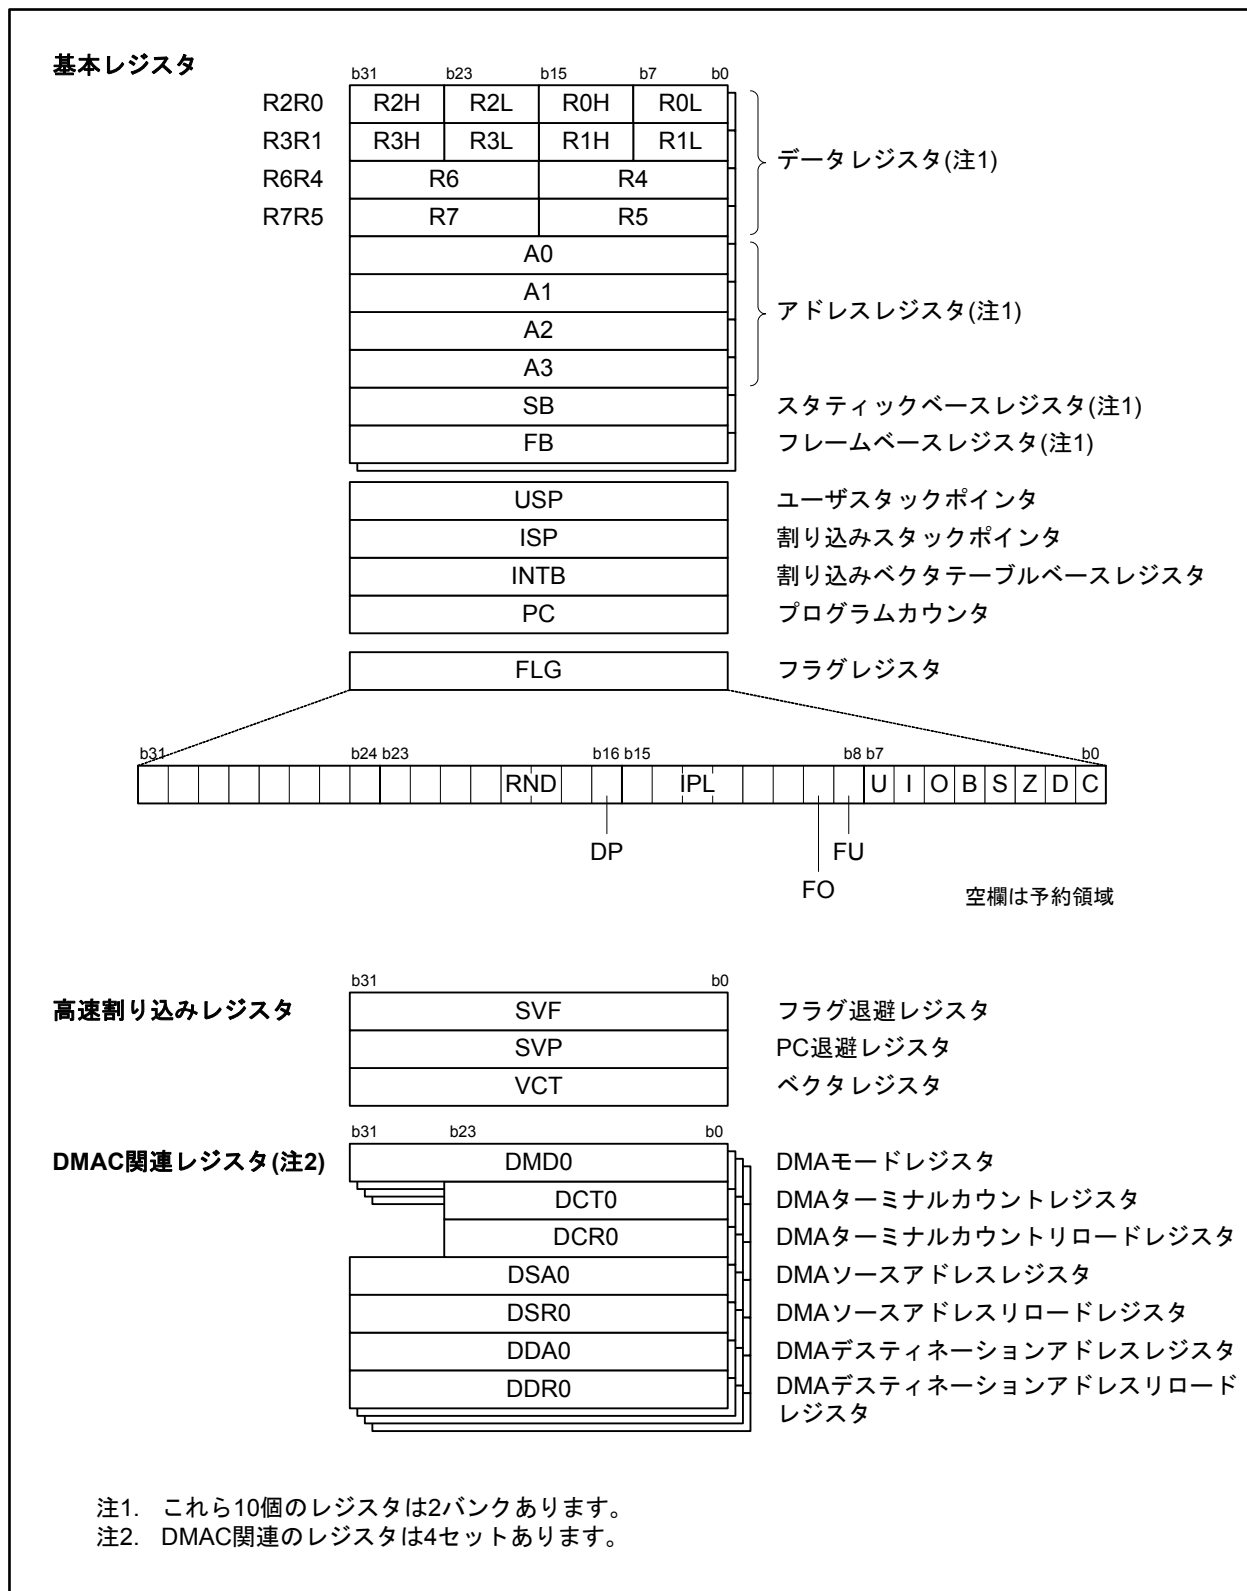 基本レジスタ
b31 b23 b15 b7 b0
R2R0 R2H R2L R0H R0L
R3R1 R3H R3L R1H R1L
データレジスタ(注1)
R6R4 R6 R4
R7R5 R7 R5
A0
A1
アドレスレジスタ(注1)
A2
A3
SB スタティックベースレジスタ(注1)
FB フレームベースレジスタ(注1)
USP ユーザスタックポインタ
ISP 割り込みスタックポインタ
INTB 割り込みベクタテーブルベースレジスタ
PC プログラムカウンタ
FLG フラグレジスタ
b31 b24 b23 b16 b15 b8 b7 b0
RND IPL U I O B S Z D C
DP FU
FO
空欄は予約領域
b31 b0
高速割り込みレジスタ SVF フラグ退避レジスタ
SVP PC退避レジスタ
VCT ベクタレジスタ
b31 b23 b0
DMAC関連レジスタ(注2) DMD0 DMAモードレジスタ
DCT0 DMAターミナルカウントレジスタ
DCR0 DMAターミナルカウントリロードレジスタ
DSA0 DMAソースアドレスレジスタ
DSR0 DMAソースアドレスリロードレジスタ
DDA0 DMAデスティネーションアドレスレジスタ
DDR0 DMAデスティネーションアドレスリロード
レジスタ
注1. これら10個のレジスタは2バンクあります。
注2. DMAC関連のレジスタは4セットあります。